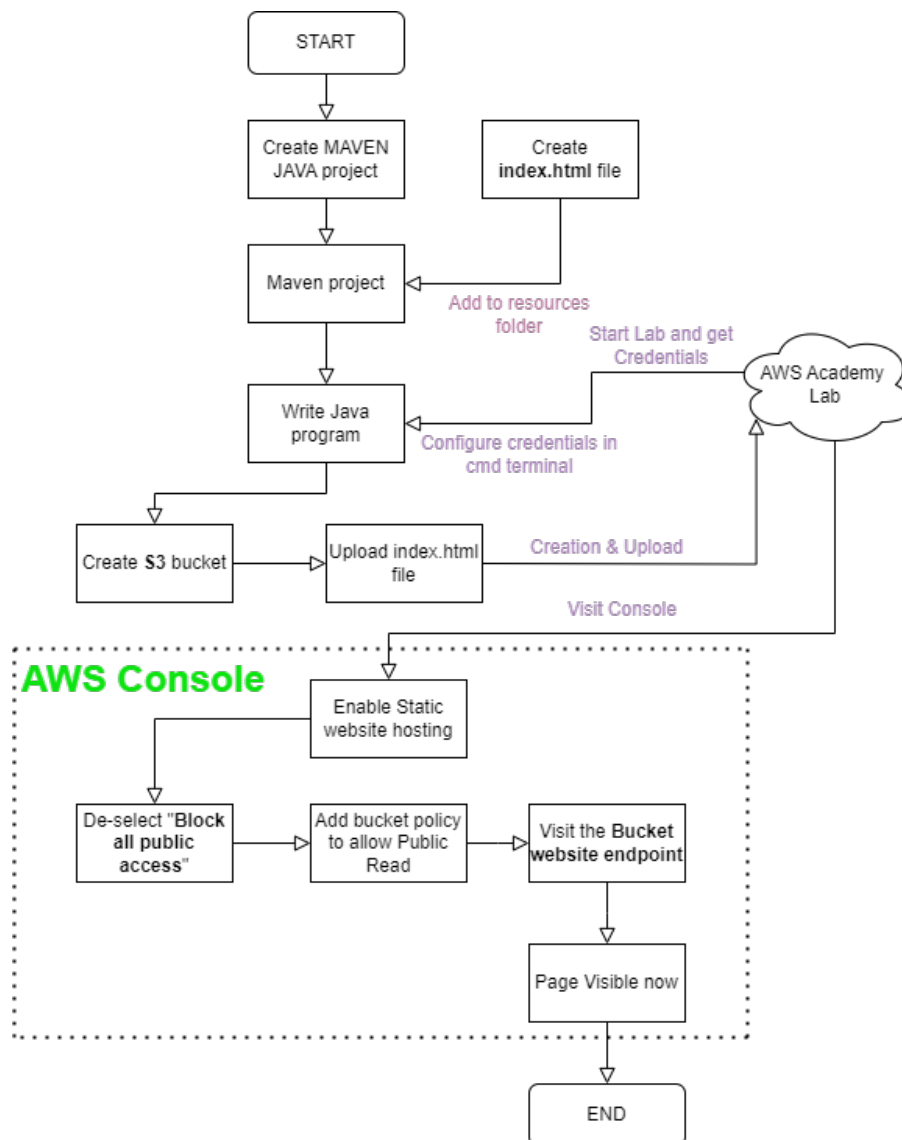 START
Create MAVEN
JAVA project
Create
index.html file
Maven project
Add to resources
folder
Start Lab and get
Credentials
AWS Academy
Lab
Write Java
program
Configure credentials in
cmd terminal
Create S3 bucket
Upload index.html
file
Creation & Upload
Visit Console
AWS Console
Enable Static
website hosting
De-select "Block
all public
access"
Add bucket policy
to allow Public
Read
Visit the Bucket
website endpoint
Page Visible now
END